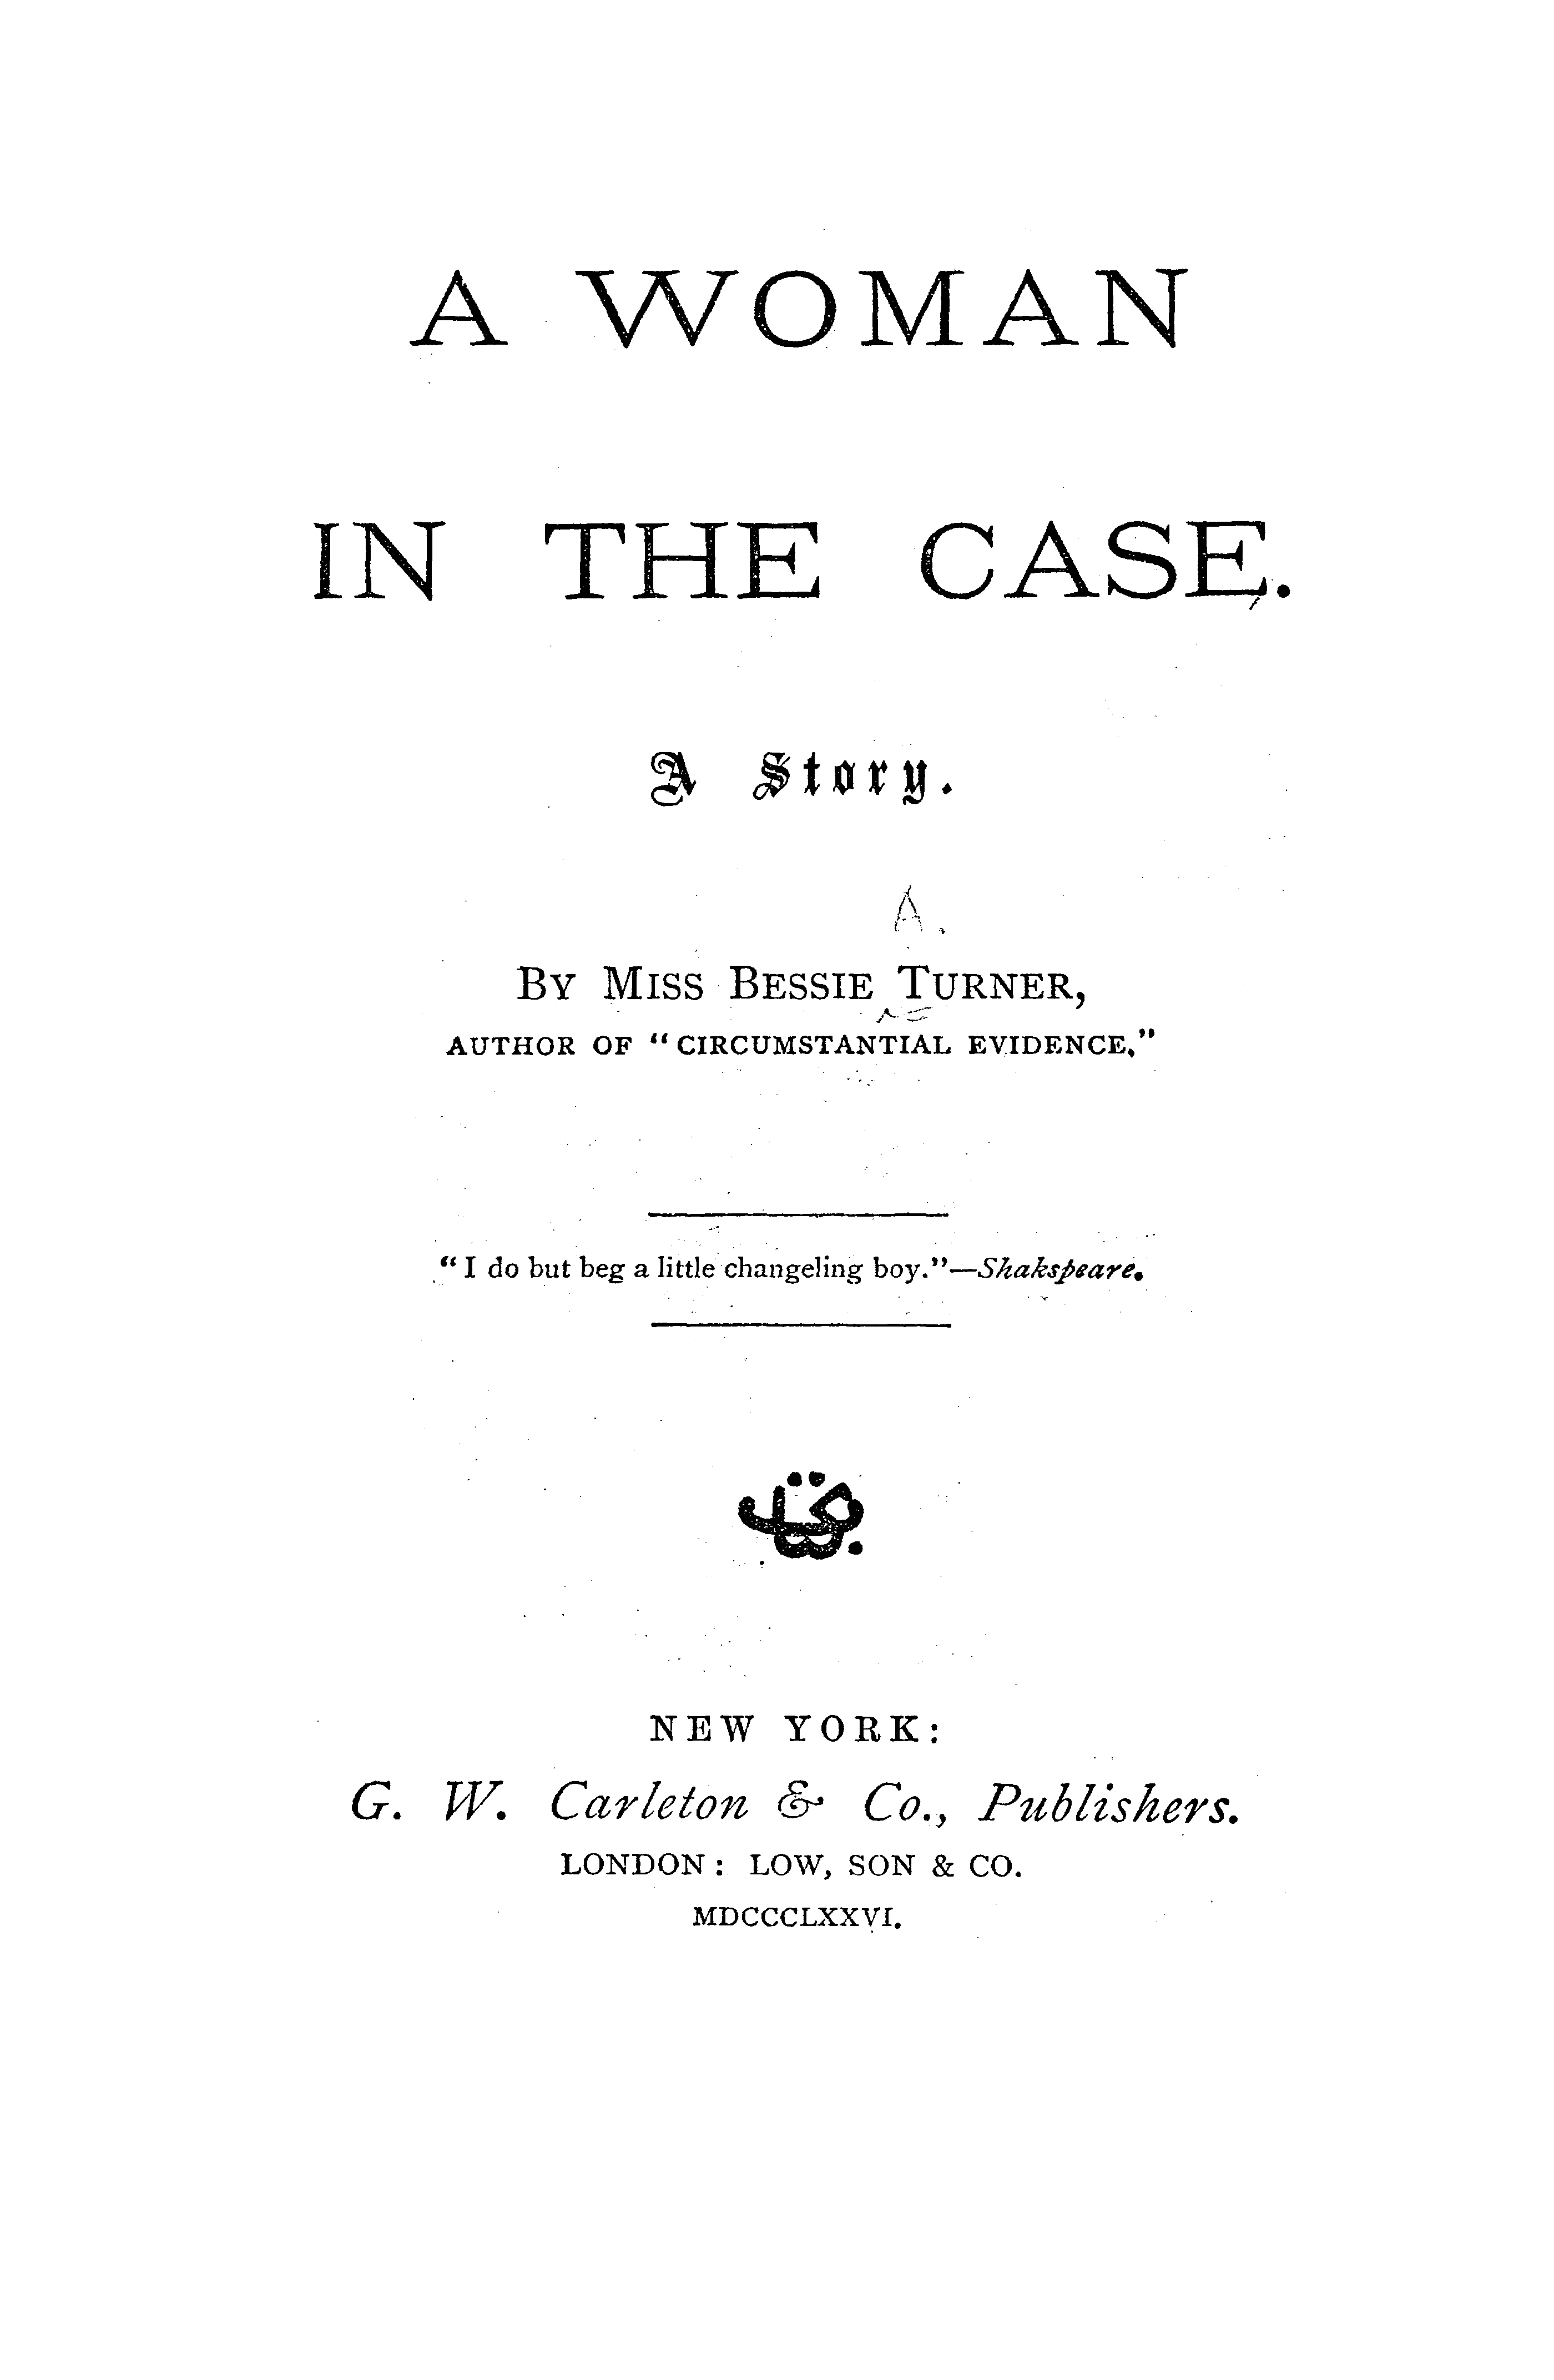 A WOMAN
IN THE CASE.
A Story.
A.
BY MISS BESSIE TURNER,
AUTHOR OF “CIRCUMSTANTIAL EVIDENCE.”
“I do but beg a little changeling boy.”—Shakspeare.
NEW YORK:
G. W. Carleton & Co., Publishers.
LONDON: LOW, SON & CO.
MDCCCLXXVI.